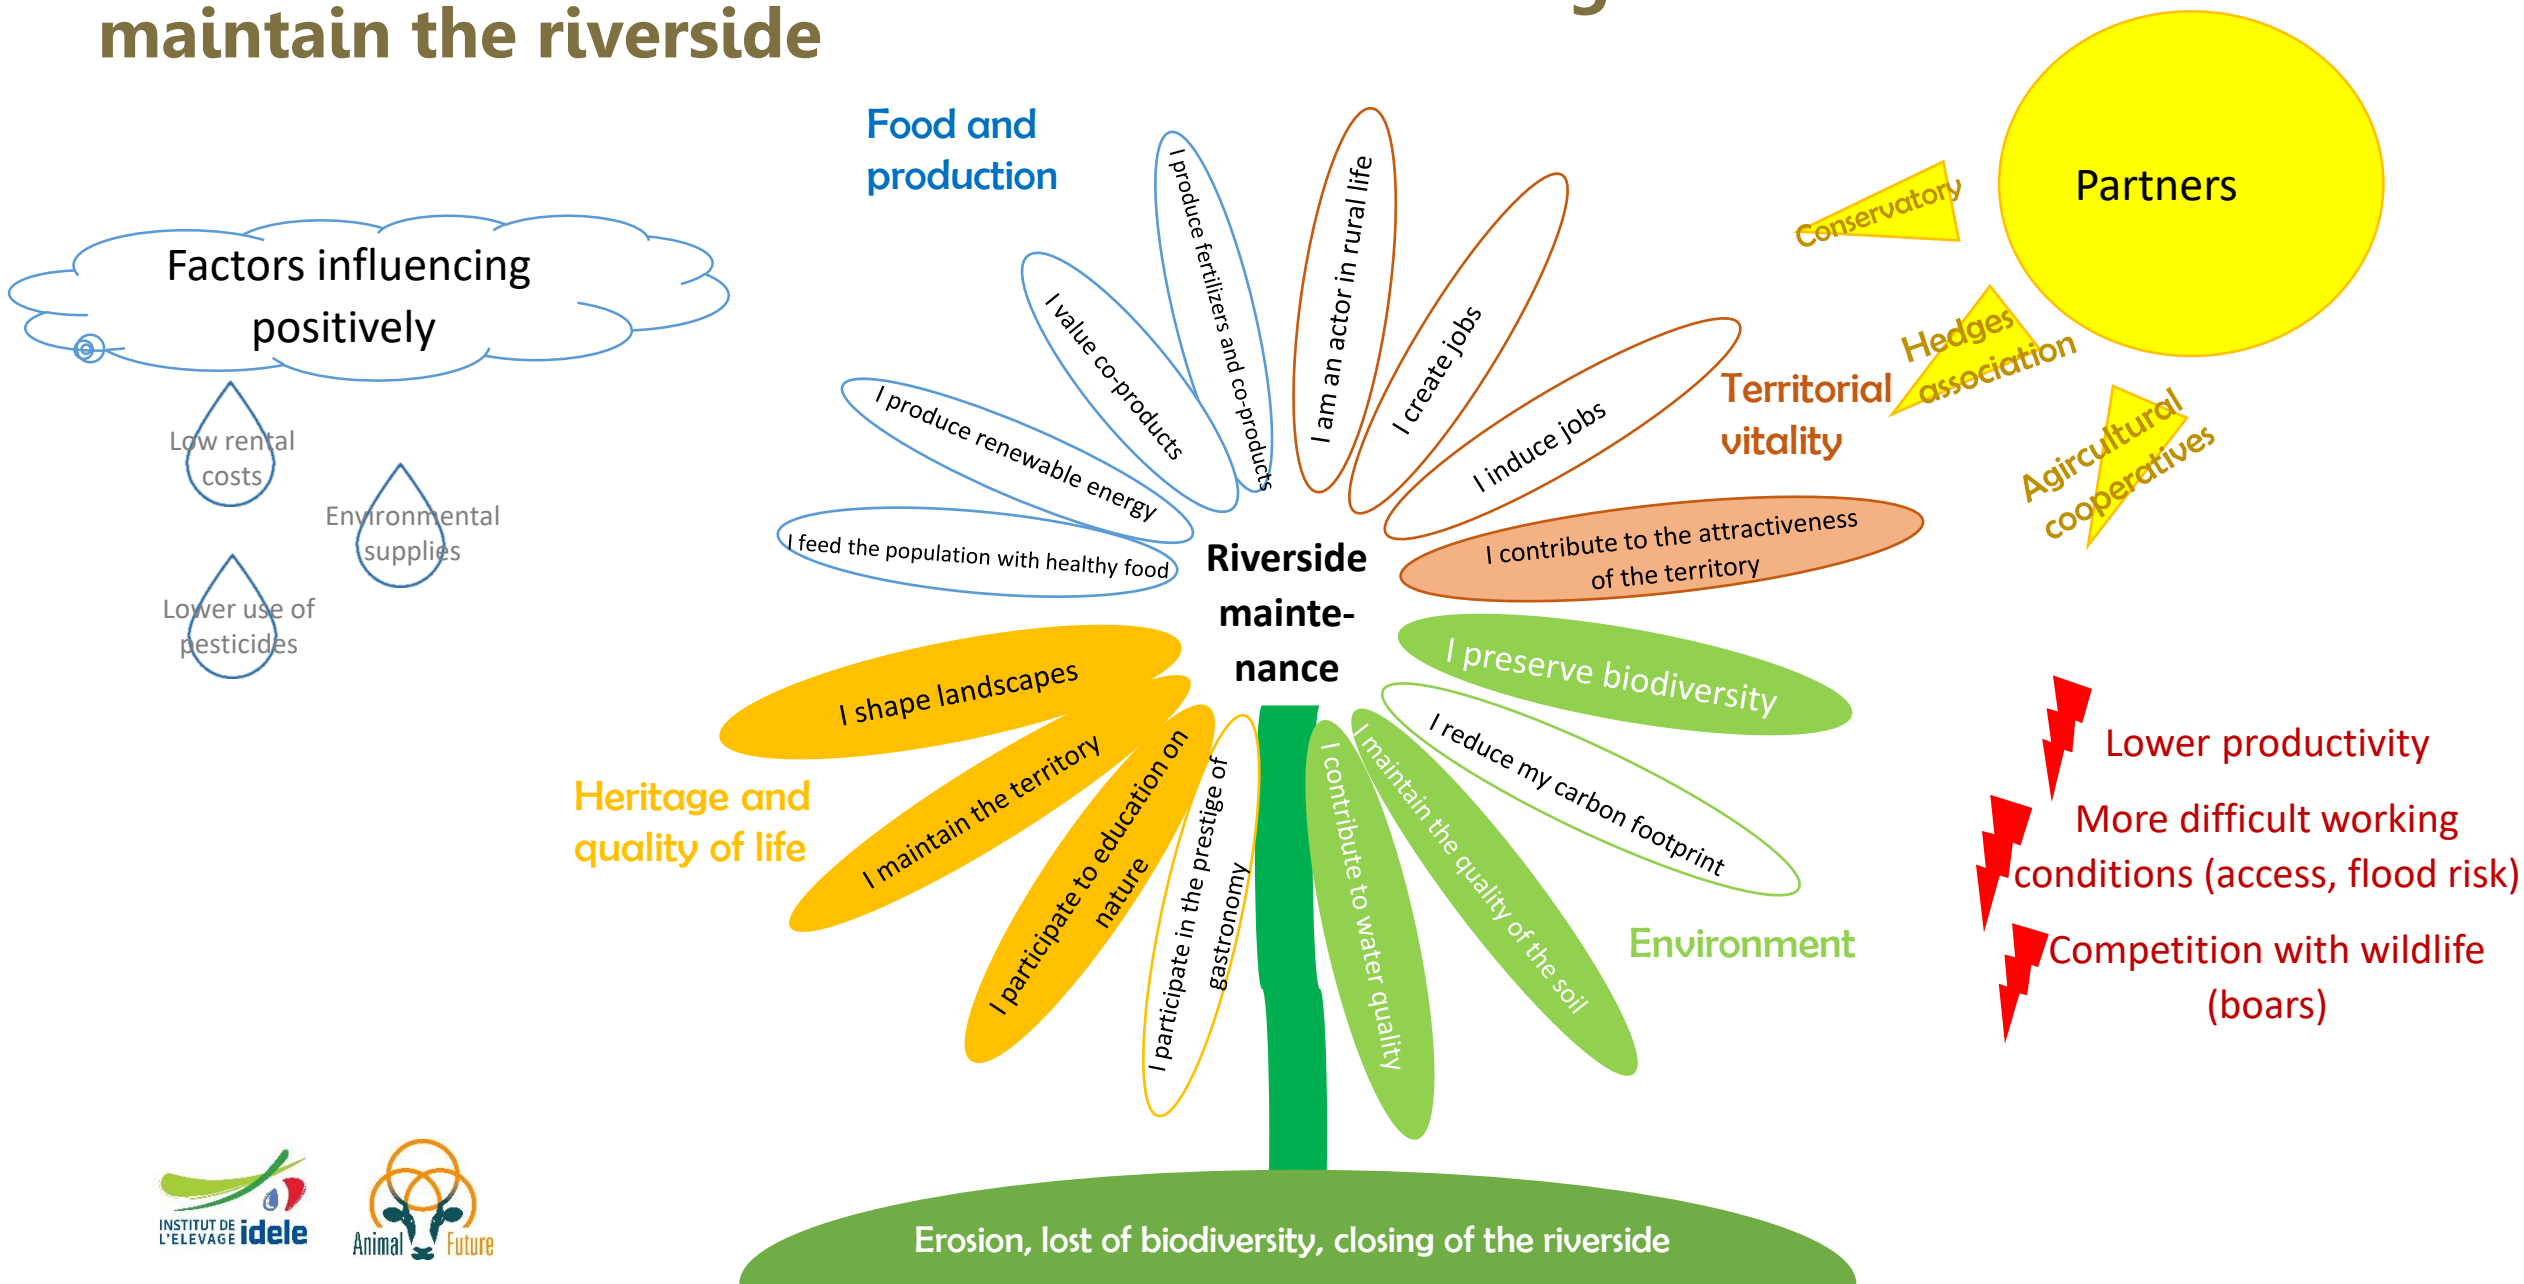 maintain the riverside
Food and
production
Factors influencing
positively
Low rental
costs
Environmental
supplies
Lower use of
pesticides
I produce fertilizers and co-products
I value co-products
I produce renewable energy
I feed the population with healthy food
I am an actor in rural life
I create jobs
I induce jobs
I contribute to the attractiveness
of the territory
Territorial
vitality
Partners
Conservatory
Hedges
association
Agircultural
cooperatives
Riverside
mainte-
nance
I shape landscapes
I maintain the territory
I participate to education on
nature
I participate in the prestige of
gastronomy
Heritage and
quality of life
I preserve biodiversity
I reduce my carbon footprint
I maintain the quality of the soil
I contribute to water quality
Environment
Lower productivity
More difficult working
conditions (access, flood risk)
Competition with wildlife
(boars)
Erosion, lost of biodiversity, closing of the riverside
INSTITUT DE
L'ELEVAGE idele
Animal Future